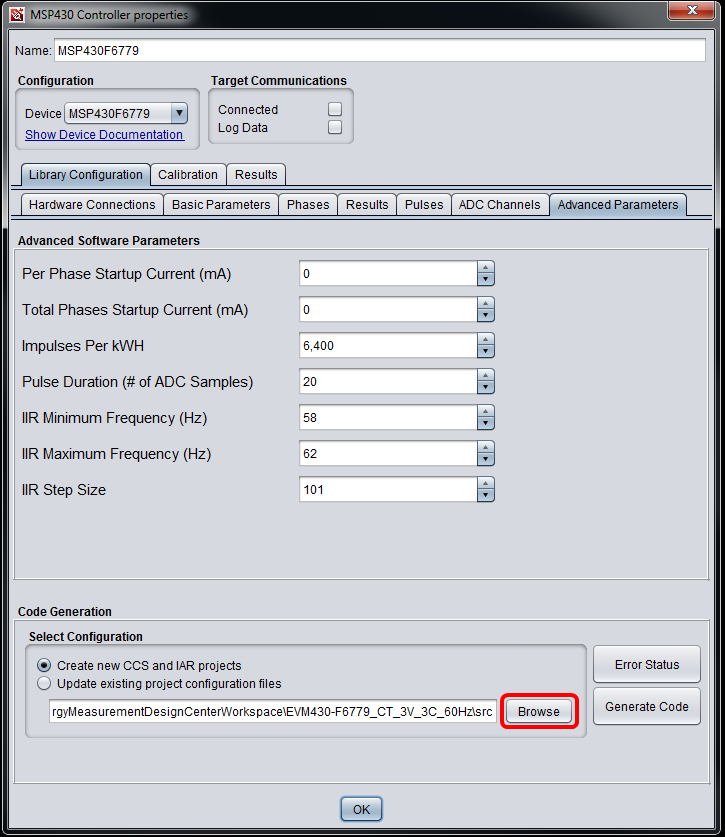 MSP430 Controller properties
Name: MSP430F6779
Configuration
Target Communications
Device MSP430F6779
Show Device Documentation
Connected
Log Data
Library Configuration Calibration Results
Hardware Connections Basic Parameters Phases Results Pulses ADC Channels Advanced Parameters
Advanced Software Parameters
Per Phase Startup Current (mA) 0
Total Phases Startup Current (mA) 0
Impulses Per kWH 6,400
Pulse Duration (# of ADC Samples) 20
IIR Minimum Frequency (Hz) 58
IIR Maximum Frequency (Hz) 62
IIR Step Size 101
Code Generation
Select Configuration
Create new CCS and IAR projects
Update existing project configuration files
rgyMeasurementDesignCenterWorkspace\EVM430-F6779_CT_3V_3C_60Hz\src Browse
Error Status
Generate Code
OK